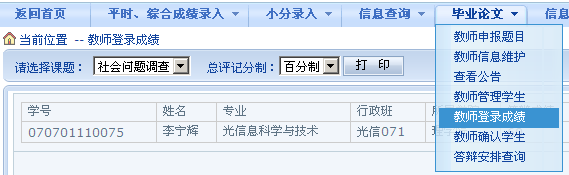 返回首页 平时、综合成绩录入 小分录入 信息查询 毕业论文 信息
当前位置 -- 教师登录成绩
请选择课题： 社会问题调查 总评记分制： 百分制 打 印
教师申报题目
教师信息维护
查看公告
教师管理学生
教师登录成绩
教师确认学生
答辩安排查询
学号 姓名 专业 行政班
070701110075 李宁辉 光信息科学与技术 光信071